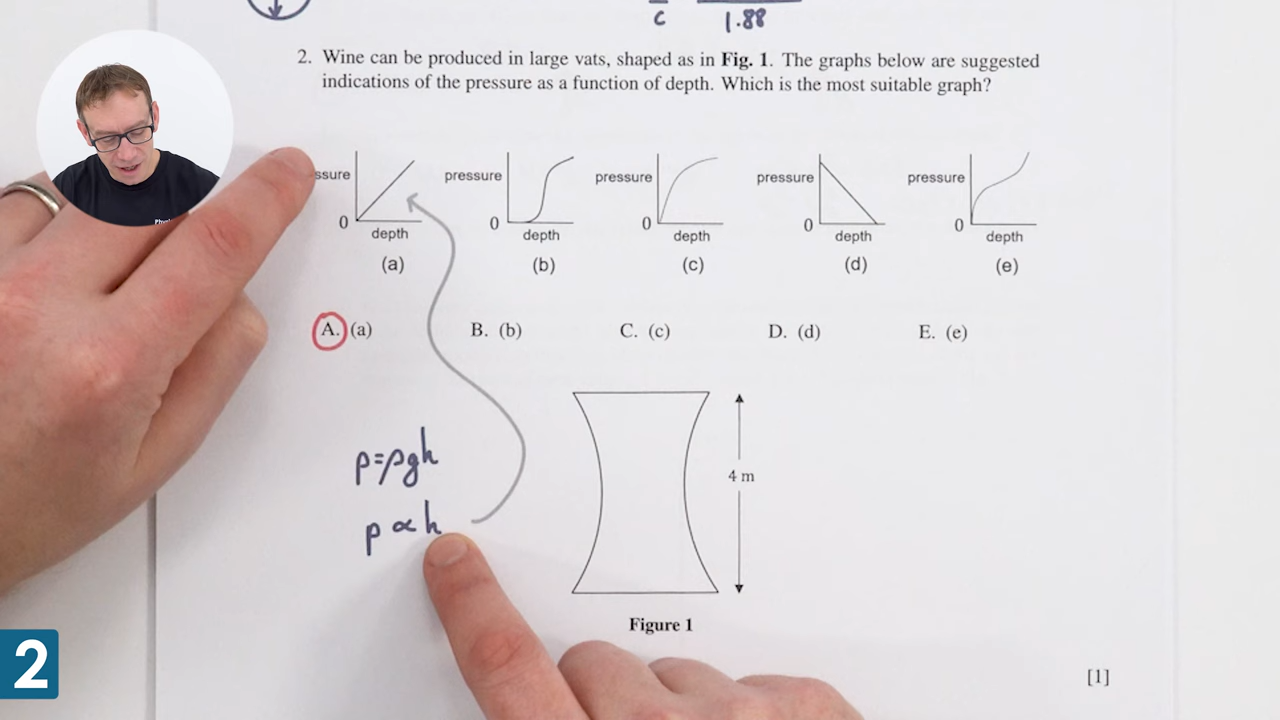 c 1.88
2. Wine can be produced in large vats, shaped as in Fig. 1. The graphs below are suggested
indications of the pressure as a function of depth. Which is the most suitable graph?
ssure pressure pressure pressure pressure
0 0 0 0 0
depth depth depth depth depth
(a) (b) (c) (d) (e)
A. (a) B. (b) C. (c) D. (d) E. (e)
p=ρgh
4 m
p ∝ h
Figure 1
2
[1]